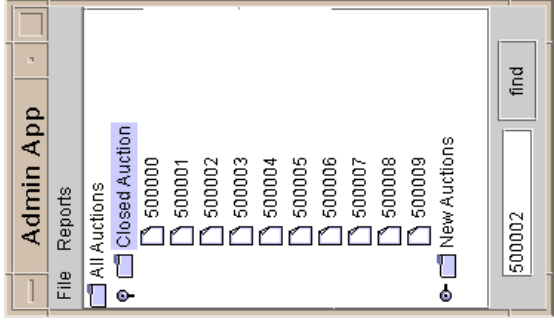 Admin App
File Reports
All Auctions
Closed Auction
500000
500001
500002
500003
500004
500005
500006
500007
500008
500009
New Auctions
500002 find